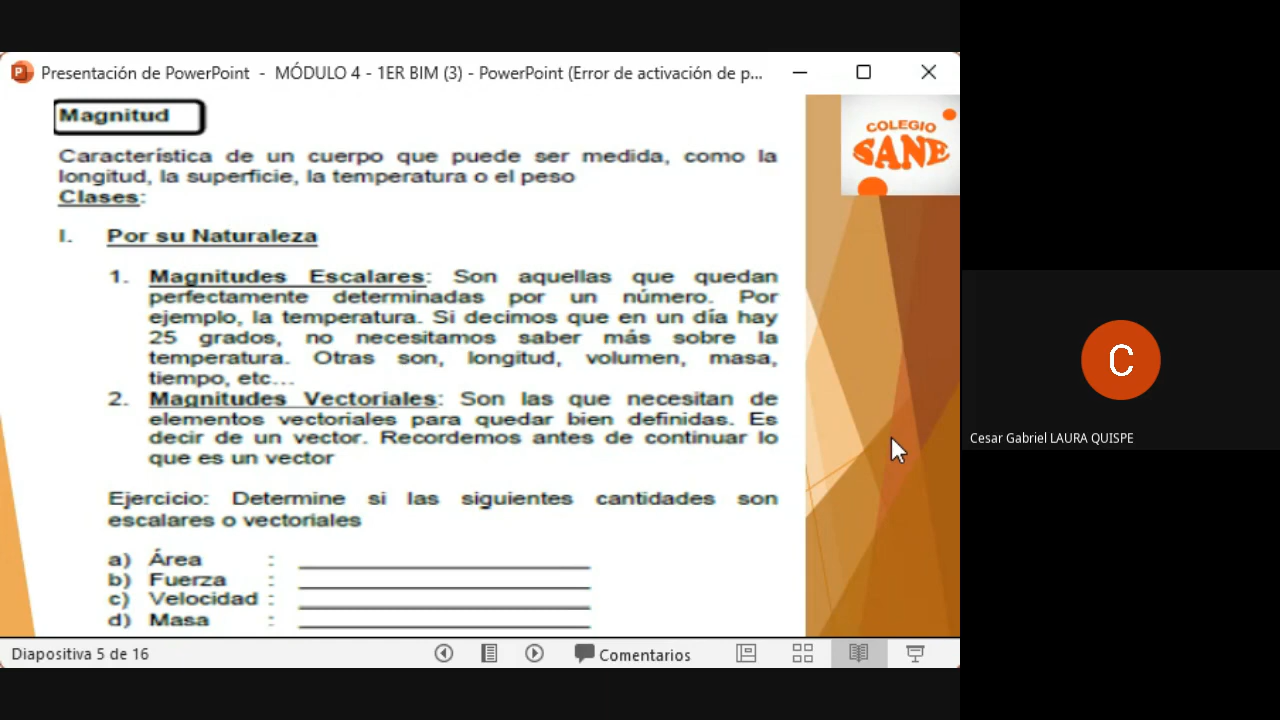 Presentación de PowerPoint - MÓDULO 4 - 1ER BIM (3) - PowerPoint (Error de activación de p...
Magnitud
COLEGIO
SANE
Característica de un cuerpo que puede ser medida, como la
longitud, la superficie, la temperatura o el peso
Clases:
I. Por su Naturaleza
1. Magnitudes Escalares: Son aquellas que quedan
perfectamente determinadas por un número. Por
ejemplo, la temperatura. Si decimos que en un día hay
25 grados, no necesitamos saber más sobre la
temperatura. Otras son, longitud, volumen, masa,
tiempo, etc...
2. Magnitudes Vectoriales: Son las que necesitan de
elementos vectoriales para quedar bien definidas. Es
decir de un vector. Recordemos antes de continuar lo
que es un vector
Ejercicio: Determine si las siguientes cantidades son
escalares o vectoriales
a) Área : ____________________
b) Fuerza : ____________________
c) Velocidad : ____________________
d) Masa : ____________________
Diapositiva 5 de 16
Comentarios
C
Cesar Gabriel LAURA QUISPE